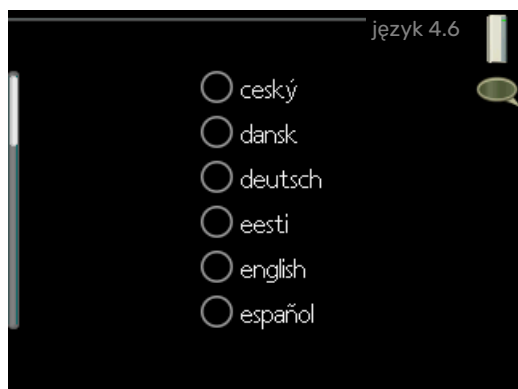 język 4.6
ceský
dansk
deutsch
eesti
english
español